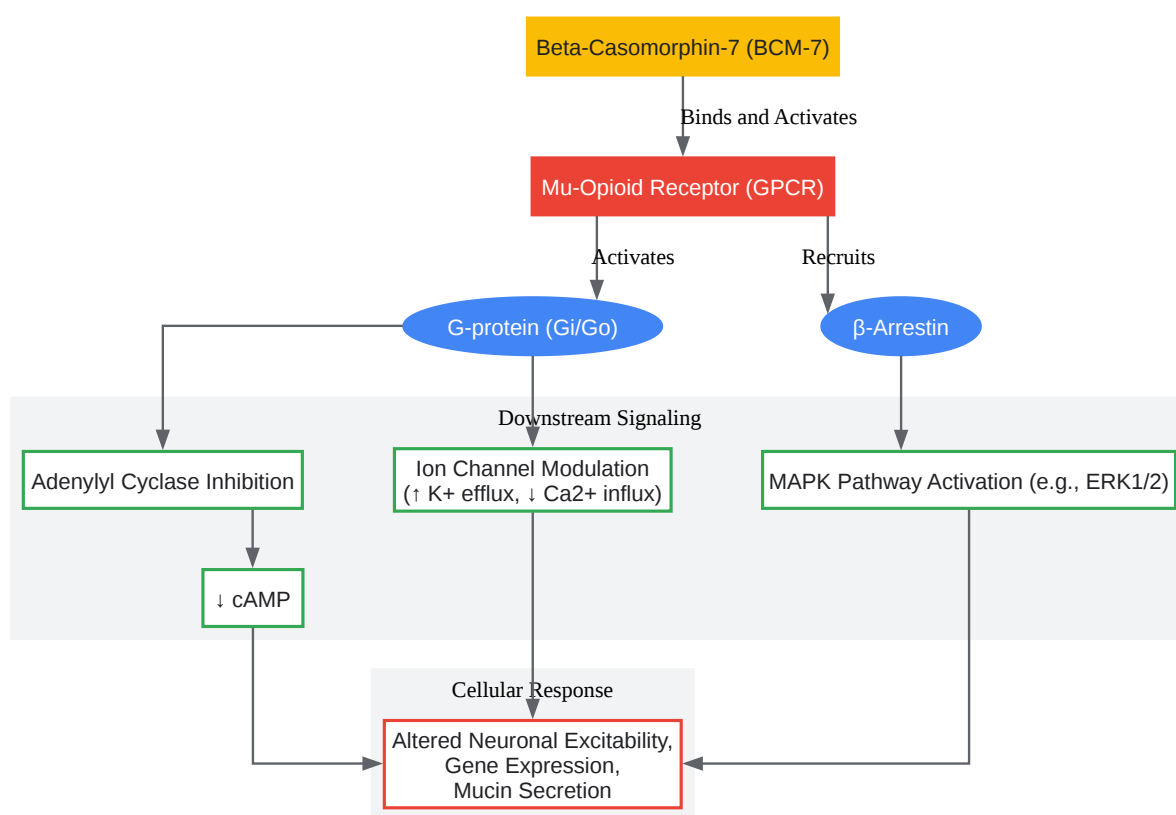 Beta-Casomorphin-7 (BCM-7)
Binds and Activates
Mu-Opioid Receptor (GPCR)
Activates
Recruits
G-protein (Gi/Go)
β-Arrestin
Downstream Signaling
Adenylyl Cyclase Inhibition
Ion Channel Modulation
(↑ K+ efflux, ↓ Ca2+ influx)
MAPK Pathway Activation (e.g., ERK1/2)
↓ cAMP
Cellular Response
Altered Neuronal Excitability,
Gene Expression,
Mucin Secretion